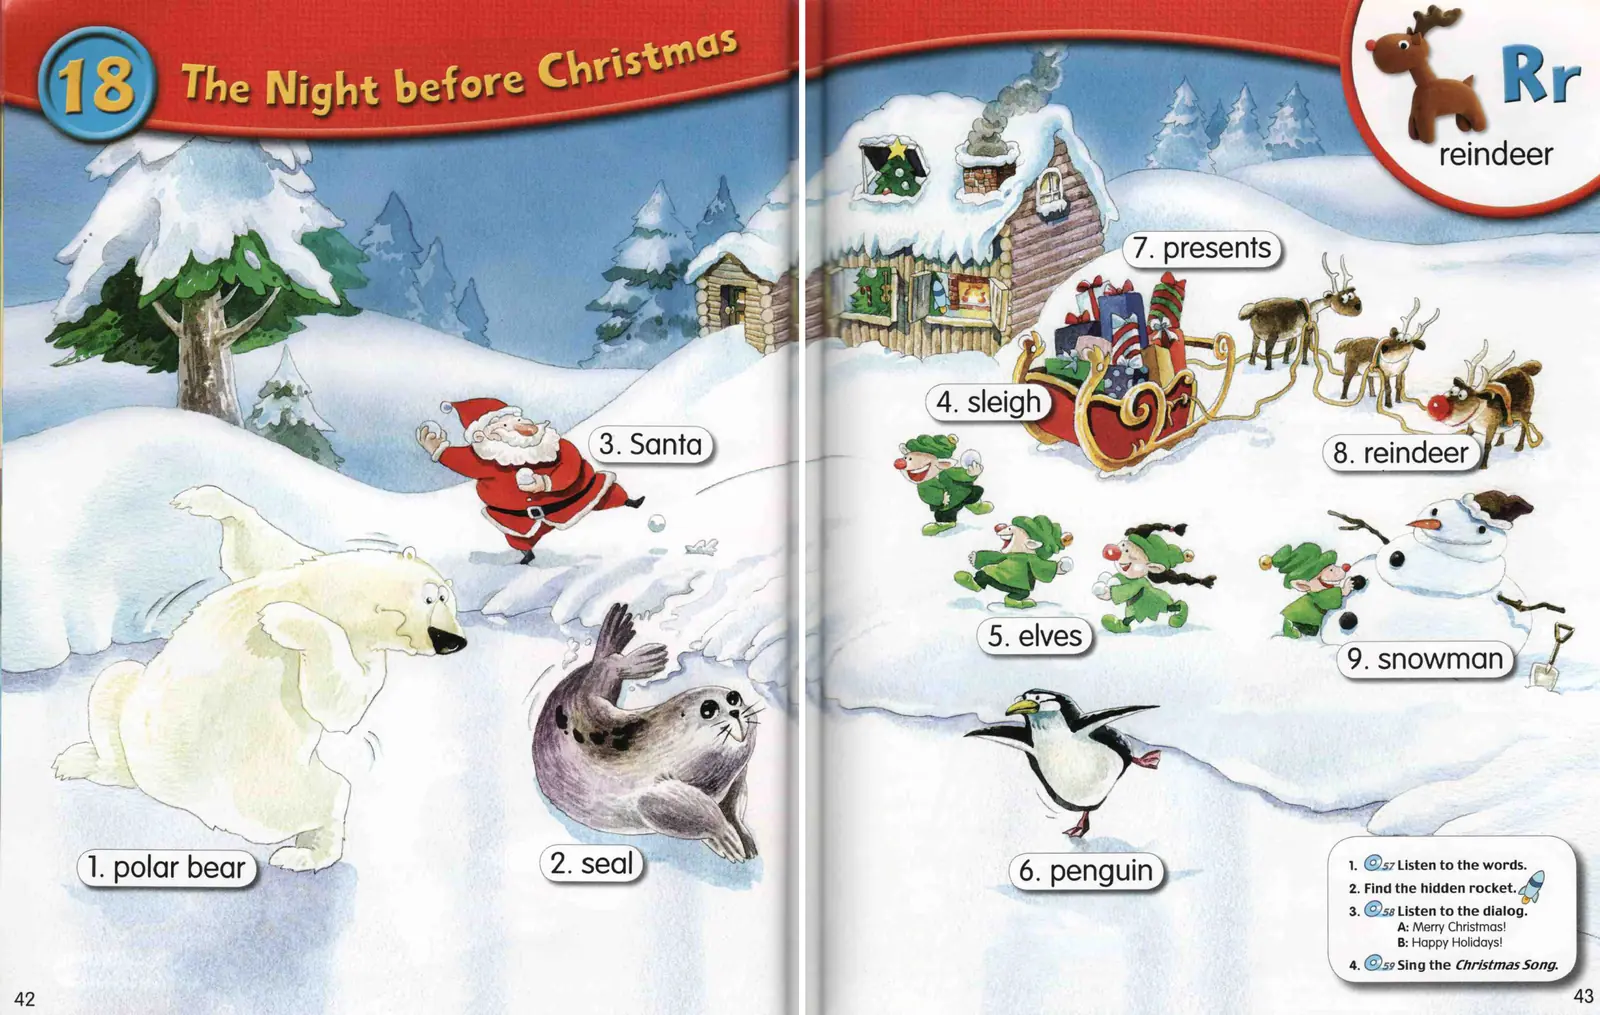 18
The Night before Christmas
3. Santa
1. polar bear
2. seal
42
Rr
reindeer
7. presents
4. sleigh
8. reindeer
5. elves
9. snowman
6. penguin
1. 57 Listen to the words.
2. Find the hidden rocket.
3. 58 Listen to the dialog.
A: Merry Christmas!
B: Happy Holidays!
4. 59 Sing the Christmas Song.
43